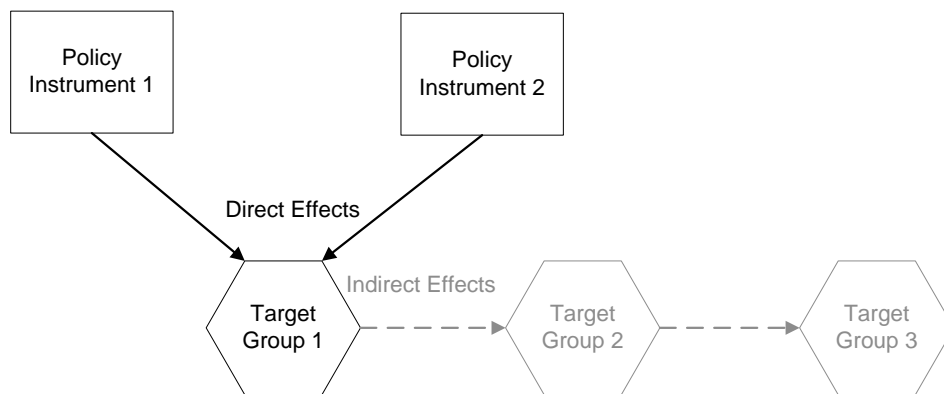 Policy
Instrument 1
Policy
Instrument 2
Direct Effects
Indirect Effects
Target
Group 1
Target
Group 2
Target
Group 3